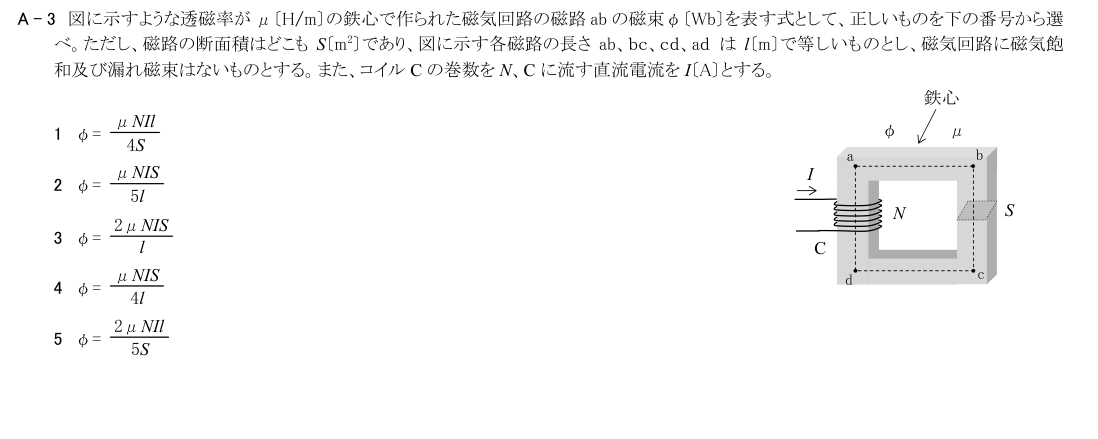 A-3 図に示すような透磁率が μ〔H/m〕の鉄心で作られた磁気回路の磁路 ab の磁束 ϕ〔Wb〕を表す式として、正しいものを下の番号から選
べ。ただし、磁路の断面積はどこも S〔m²〕であり、図に示す各磁路の長さ ab、bc、cd、ad は l〔m〕で等しいものとし、磁気回路に磁気飽
和及び漏れ磁束はないものとする。また、コイル C の巻数を N、C に流す直流電流を I〔A〕とする。
1 ϕ = μNIl / 4S
2 ϕ = μNIS / 5l
3 ϕ = 2μNIS / l
4 ϕ = μNIS / 4l
5 ϕ = 2μNIl / 5S
鉄心
ϕ μ
a b
I
N S
C
d c